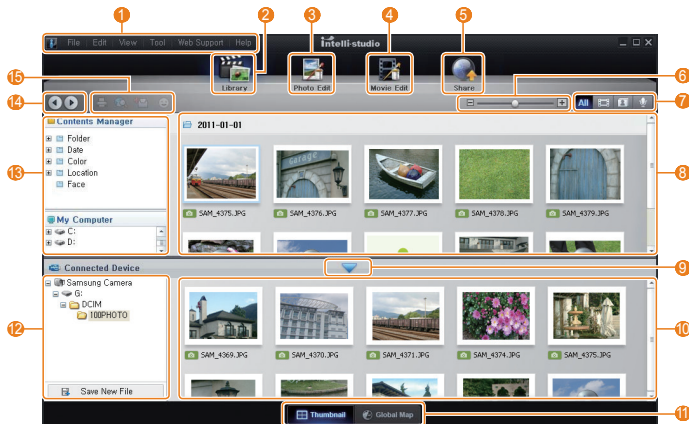 1 2 3 4 5
File Edit View Tool Web Support Help
intelli-studio
Library Photo Edit Movie Edit Share
15 6
14 All 7
Contents Manager
Folder
Date
Color
Location
Face
13
My Computer
C:
D:
2011-01-01
SAM_4375.JPG SAM_4376.JPG SAM_4377.JPG SAM_4378.JPG SAM_4379.JPG
8
Connected Device 9
Samsung Camera
G:
DCIM
100PHOTO
12
Save New File
SAM_4369.JPG SAM_4370.JPG SAM_4371.JPG SAM_4374.JPG SAM_4375.JPG
10
Thumbnail Global Map 11